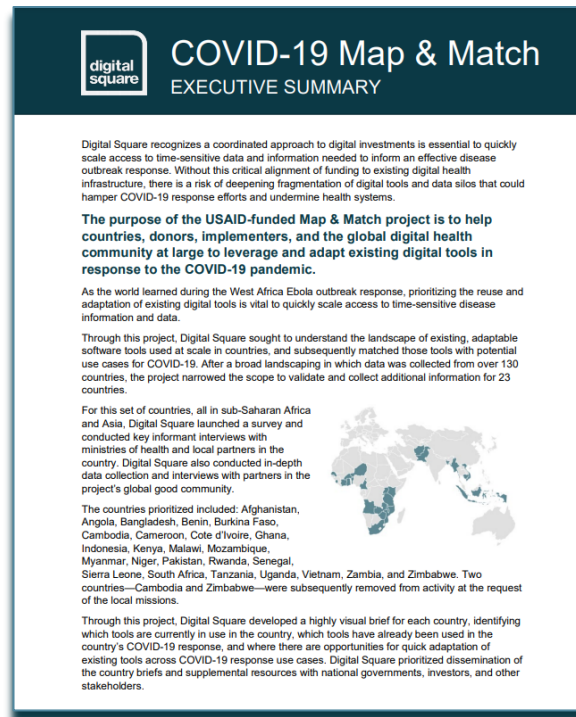 digital
square
COVID-19 Map & Match
EXECUTIVE SUMMARY
Digital Square recognizes a coordinated approach to digital investments is essential to quickly
scale access to time-sensitive data and information needed to inform an effective disease
outbreak response. Without this critical alignment of funding to existing digital health
infrastructure, there is a risk of deepening fragmentation of digital tools and data silos that could
hamper COVID-19 response efforts and undermine health systems.
The purpose of the USAID-funded Map & Match project is to help
countries, donors, implementers, and the global digital health
community at large to leverage and adapt existing digital tools in
response to the COVID-19 pandemic.
As the world learned during the West Africa Ebola outbreak response, prioritizing the reuse and
adaptation of existing digital tools is vital to quickly scale access to time-sensitive disease
information and data.
Through this project, Digital Square sought to understand the landscape of existing, adaptable
software tools used at scale in countries, and subsequently matched those tools with potential
use cases for COVID-19. After a broad landscaping in which data was collected from over 130
countries, the project narrowed the scope to validate and collect additional information for 23
countries.
For this set of countries, all in sub-Saharan Africa
and Asia, Digital Square launched a survey and
conducted key informant interviews with
ministries of health and local partners in the
country. Digital Square also conducted in-depth
data collection and interviews with partners in the
project's global good community.
The countries prioritized included: Afghanistan,
Angola, Bangladesh, Benin, Burkina Faso,
Cambodia, Cameroon, Cote d'Ivoire, Ghana,
Indonesia, Kenya, Malawi, Mozambique,
Myanmar, Niger, Pakistan, Rwanda, Senegal,
Sierra Leone, South Africa, Tanzania, Uganda, Vietnam, Zambia, and Zimbabwe. Two
countries—Cambodia and Zimbabwe—were subsequently removed from activity at the request
of the local missions.
Through this project, Digital Square developed a highly visual brief for each country, identifying
which tools are currently in use in the country, which tools have already been used in the
country's COVID-19 response, and where there are opportunities for quick adaptation of
existing tools across COVID-19 response use cases. Digital Square prioritized dissemination of
the country briefs and supplemental resources with national governments, investors, and other
stakeholders.